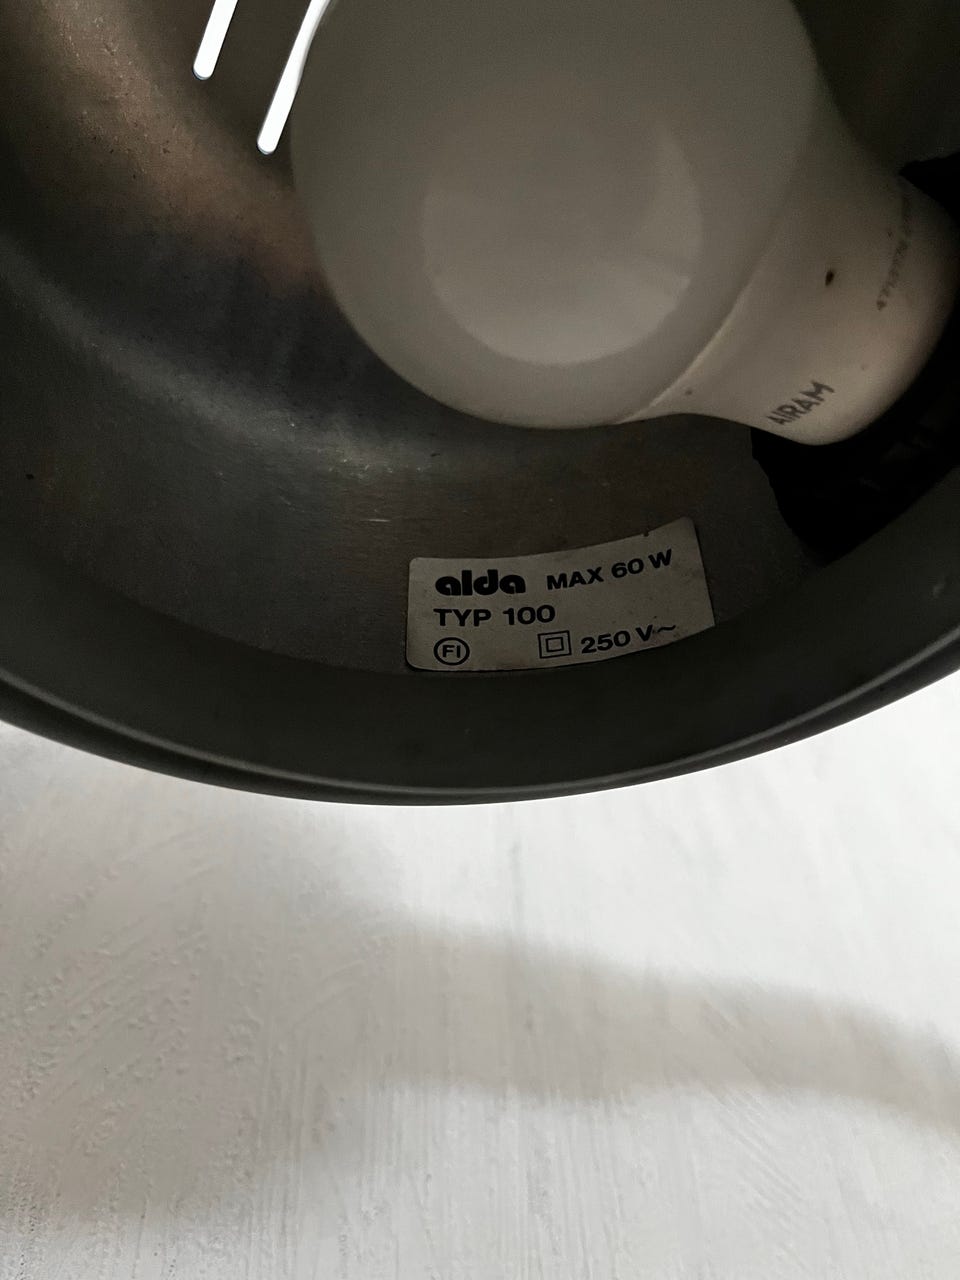 AIRAM
alda MAX 60 W
TYP 100
FI 250 V~